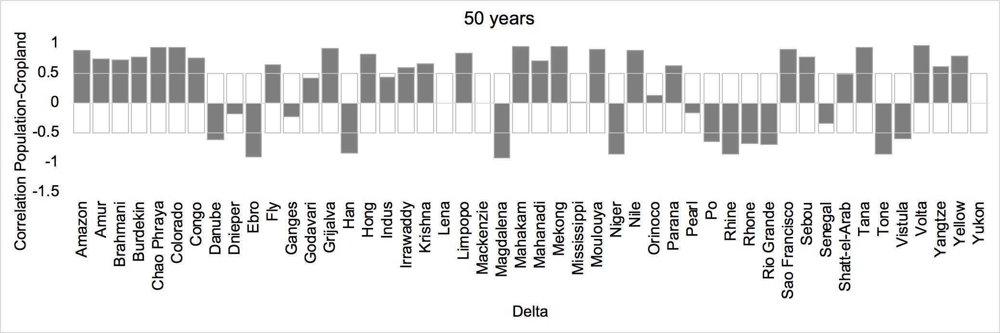 50 years
Correlation Population-Cropland
1
0.5
0
-0.5
-1
-1.5
Amazon
Amur
Brahmani
Burdekin
Chao Phraya
Colorado
Congo
Danube
Dnieper
Ebro
Fly
Ganges
Godavari
Grijalva
Han
Hong
Indus
Irrawaddy
Krishna
Lena
Limpopo
Mackenzie
Magdalena
Mahakam
Mahanadi
Mekong
Mississippi
Moulouya
Niger
Nile
Orinoco
Parana
Pearl
Po
Rhine
Rhone
Rio Grande
Sao Francisco
Sebou
Senegal
Shatt-el-Arab
Tana
Tone
Vistula
Volta
Yangtze
Yellow
Yukon
Delta